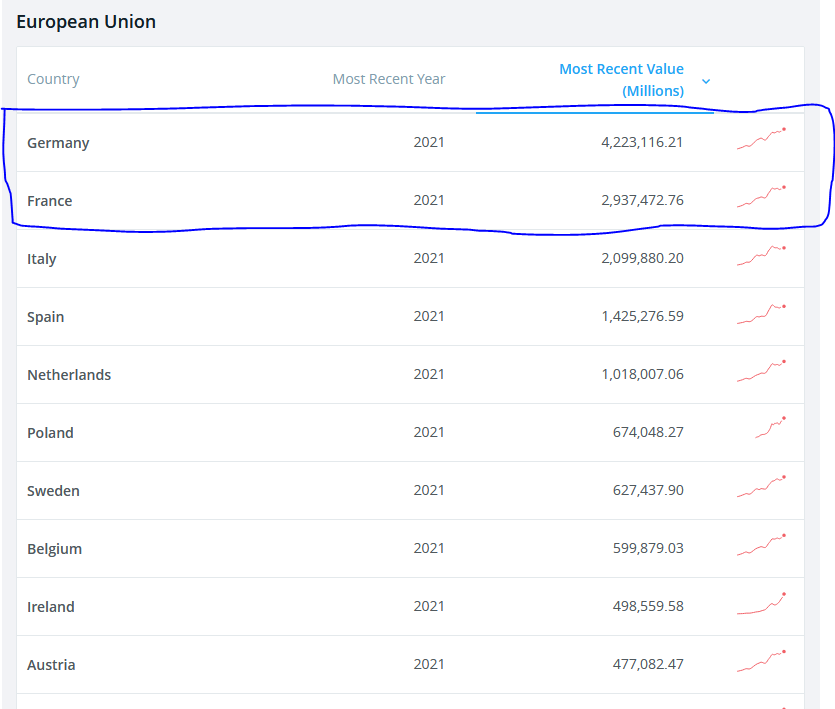 European Union
Country Most Recent Year Most Recent Value
(Millions)
Germany 2021 4,223,116.21
France 2021 2,937,472.76
Italy 2021 2,099,880.20
Spain 2021 1,425,276.59
Netherlands 2021 1,018,007.06
Poland 2021 674,048.27
Sweden 2021 627,437.90
Belgium 2021 599,879.03
Ireland 2021 498,559.58
Austria 2021 477,082.47